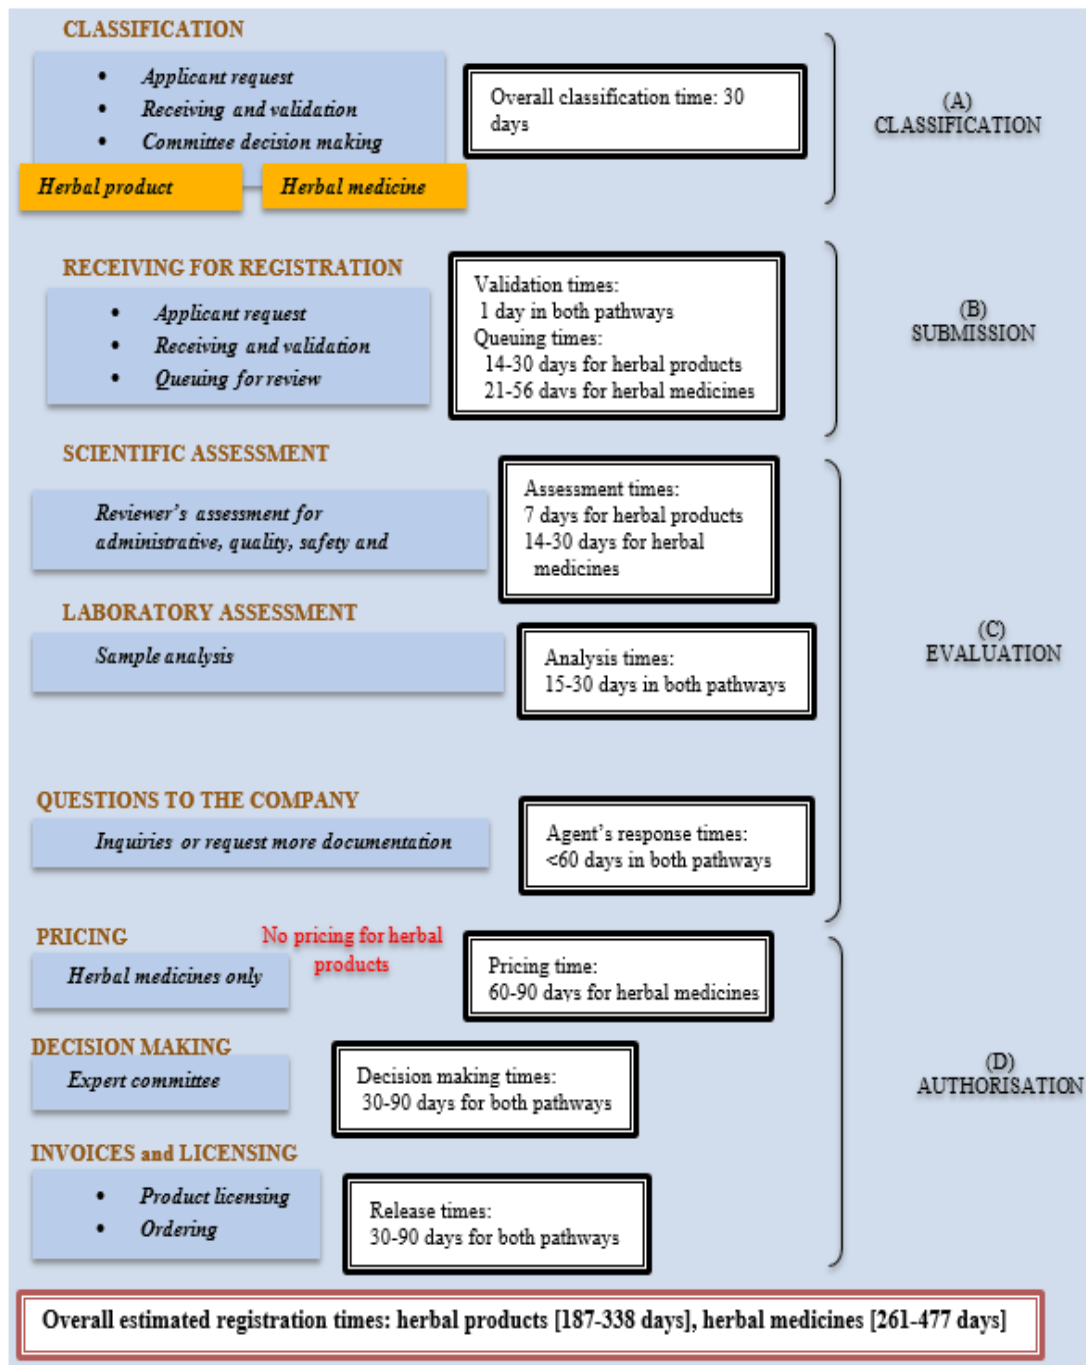 CLASSIFICATION
• Applicant request
• Receiving and validation
• Committee decision making
Overall classification time: 30
days
(A)
CLASSIFICATION
Herbal product
Herbal medicine
RECEIVING FOR REGISTRATION
• Applicant request
• Receiving and validation
• Queuing for review
Validation times:
1 day in both pathways
Queuing times:
14-30 days for herbal products
21-56 days for herbal medicines
(B)
SUBMISSION
SCIENTIFIC ASSESSMENT
Reviewer’s assessment for
administrative, quality, safety and
Assessment times:
7 days for herbal products
14-30 days for herbal
medicines
LABORATORY ASSESSMENT
Sample analysis
Analysis times:
15-30 days in both pathways
(C)
EVALUATION
QUESTIONS TO THE COMPANY
Inquiries or request more documentation
Agent’s response times:
<60 days in both pathways
PRICING
Herbal medicines only
No pricing for herbal
products
Pricing time:
60-90 days for herbal medicines
DECISION MAKING
Expert committee
Decision making times:
30-90 days for both pathways
(D)
AUTHORISATION
INVOICES and LICENSING
• Product licensing
• Ordering
Release times:
30-90 days for both pathways
Overall estimated registration times: herbal products [187-338 days], herbal medicines [261-477 days]